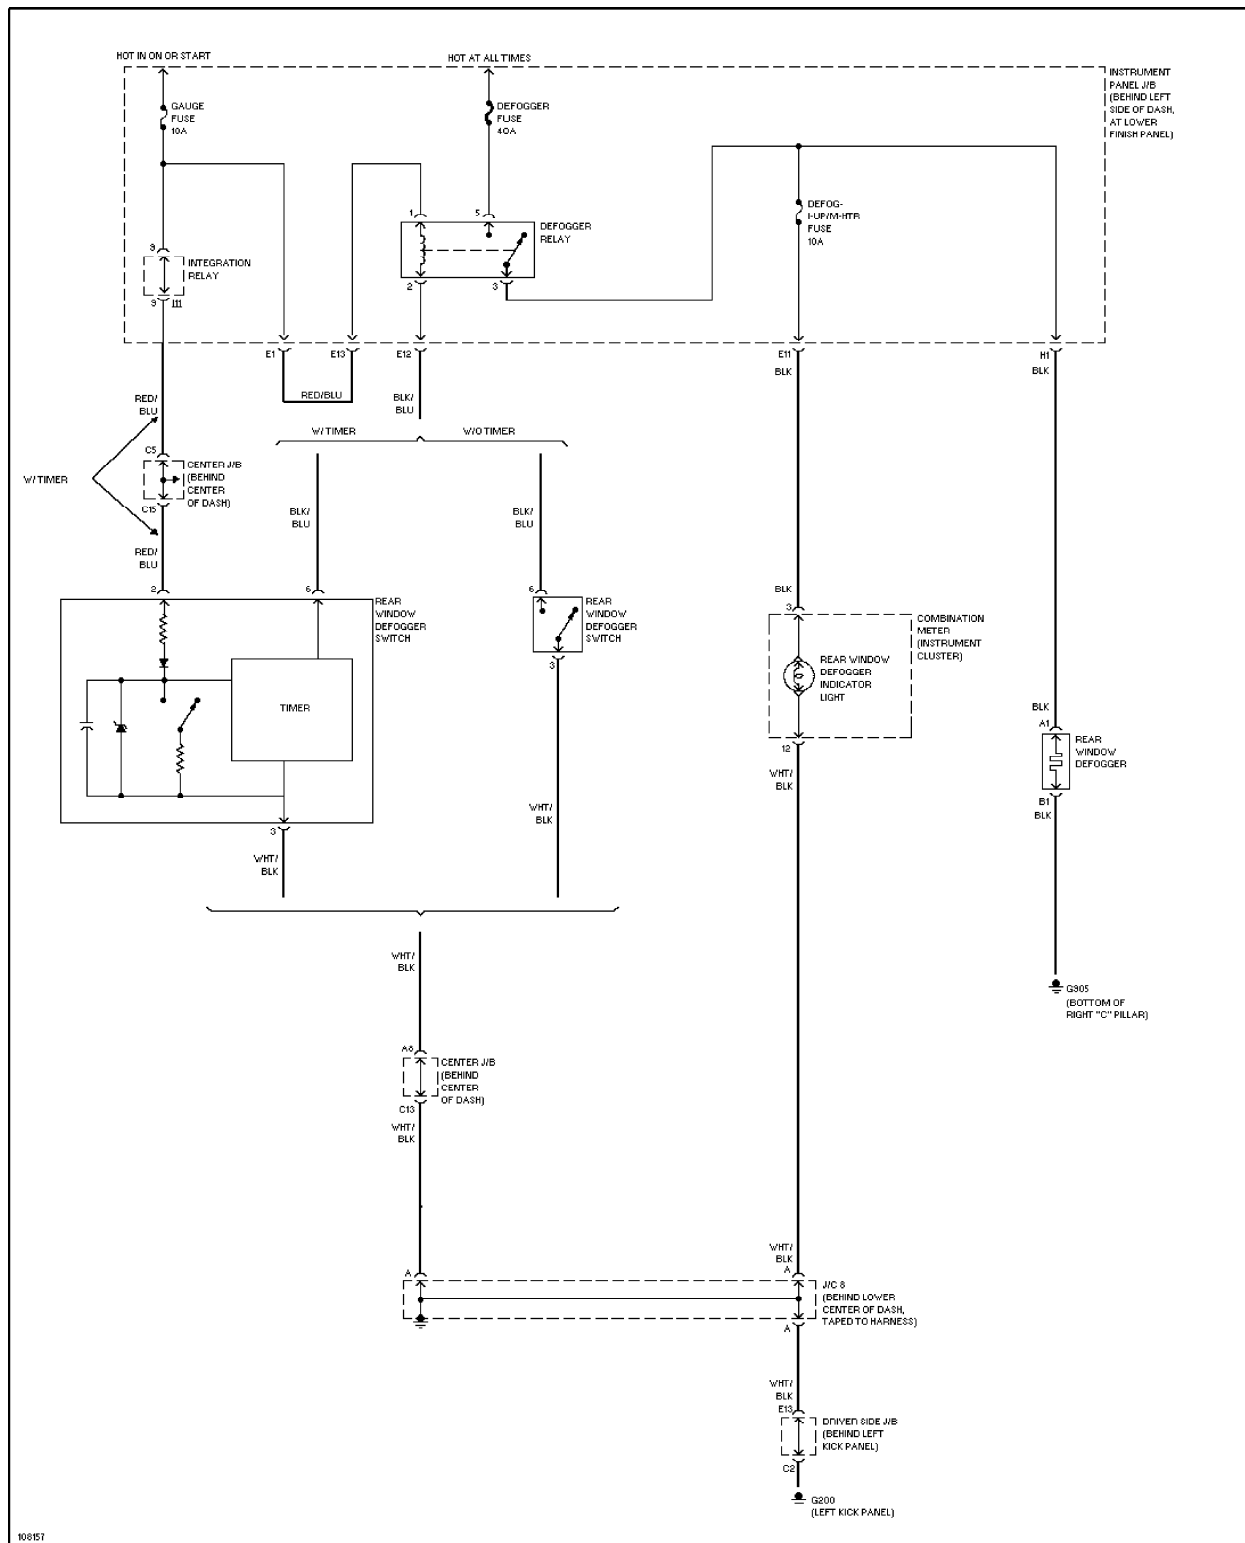 HOT IN ON OR START
HOT AT ALL TIMES
INSTRUMENT
PANEL J/B
(BEHIND LEFT
SIDE OF DASH,
AT LOWER
FINISH PANEL)
GAUGE
FUSE
10A
DEFOGGER
FUSE
40A
DEFOG-
I-UP/M-HTR
FUSE
10A
1
5
DEFOGGER
RELAY
2
3
9
INTEGRATION
RELAY
9
I11
E1
E13
E12
E11
H1
RED/BLU
BLK/
BLU
BLK
BLK
RED/
BLU
W/TIMER
W/O TIMER
W/TIMER
C5
CENTER J/B
(BEHIND
CENTER
OF DASH)
C15
RED/
BLU
BLK/
BLU
BLK/
BLU
2
6
REAR
WINDOW
DEFOGGER
SWITCH
6
REAR
WINDOW
DEFOGGER
SWITCH
3
TIMER
3
WHT/
BLK
WHT/
BLK
BLK
3
COMBINATION
METER
(INSTRUMENT
CLUSTER)
REAR WINDOW
DEFOGGER
INDICATOR
LIGHT
12
WHT/
BLK
BLK
A1
REAR
WINDOW
DEFOGGER
B1
BLK
G905
(BOTTOM OF
RIGHT "C" PILLAR)
WHT/
BLK
A8
CENTER J/B
(BEHIND
CENTER
OF DASH)
C13
WHT/
BLK
A
WHT/
BLK
A
J/C 8
(BEHIND LOWER
CENTER OF DASH,
TAPED TO HARNESS)
A
WHT/
BLK
E13
DRIVER SIDE J/B
(BEHIND LEFT
KICK PANEL)
C2
G200
(LEFT KICK PANEL)
108157